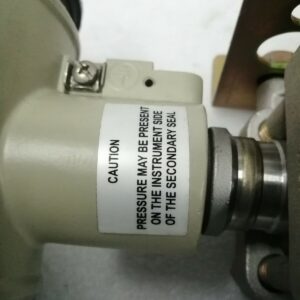 CAUTION
PRESSURE MAY BE PRESENT
ON THE INSTRUMENT SIDE
OF THE SECONDARY SEAL